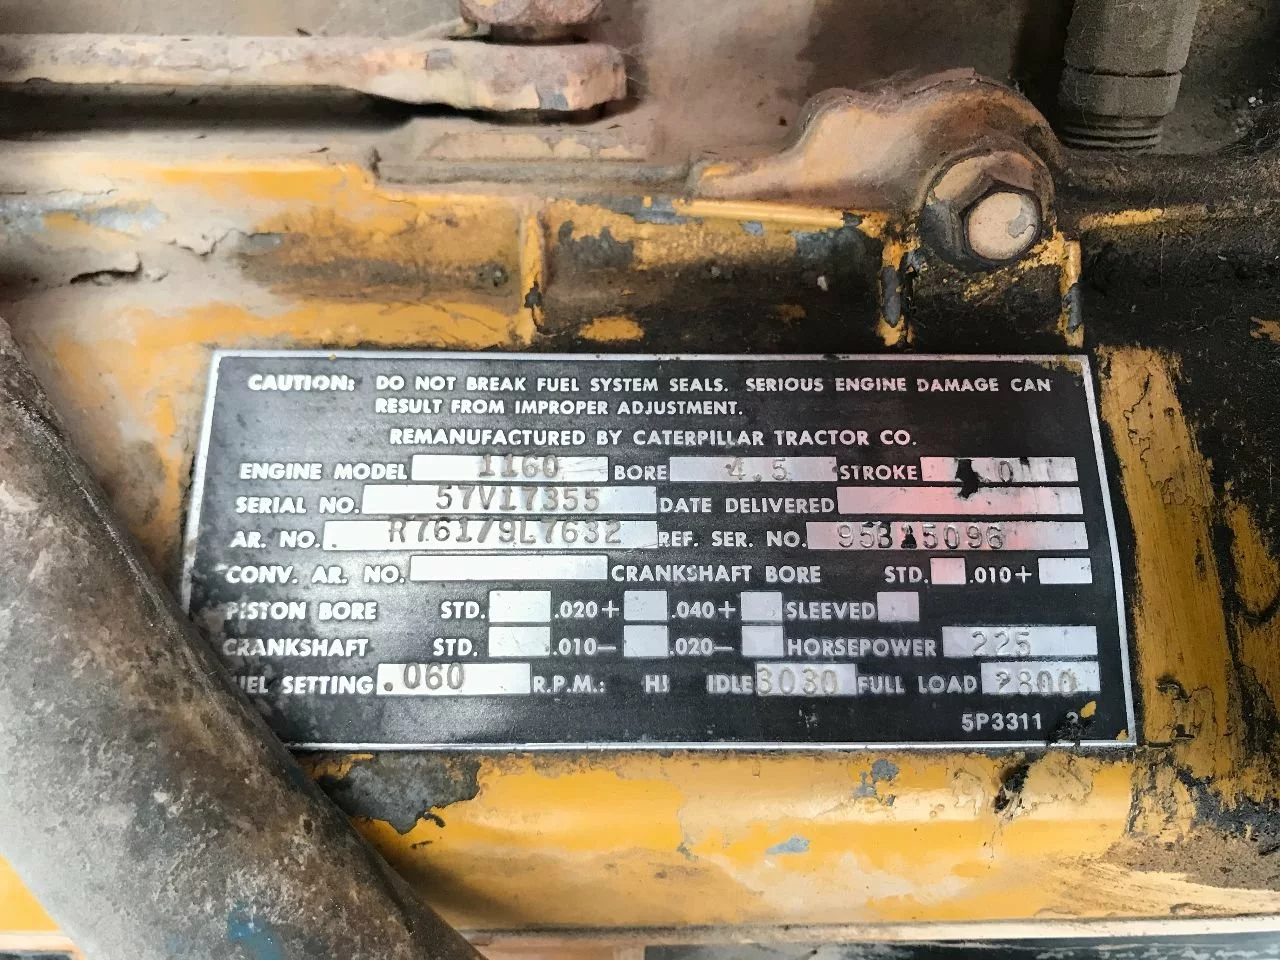 CAUTION: DO NOT BREAK FUEL SYSTEM SEALS. SERIOUS ENGINE DAMAGE CAN
RESULT FROM IMPROPER ADJUSTMENT.
REMANUFACTURED BY CATERPILLAR TRACTOR CO.
ENGINE MODEL 1160 BORE 4.5 STROKE
SERIAL NO. 57V17355 DATE DELIVERED
AR. NO. R76179L7632 REF. SER. NO.
CONV. AR. NO. CRANKSHAFT BORE STD. .010+
PISTON BORE STD. .020+ .040+ SLEEVED
CRANKSHAFT STD. .010- .020- HORSEPOWER 225
SETTING .060 R.P.M.: HI IDLE 3030 FULL LOAD 2800
5P3311